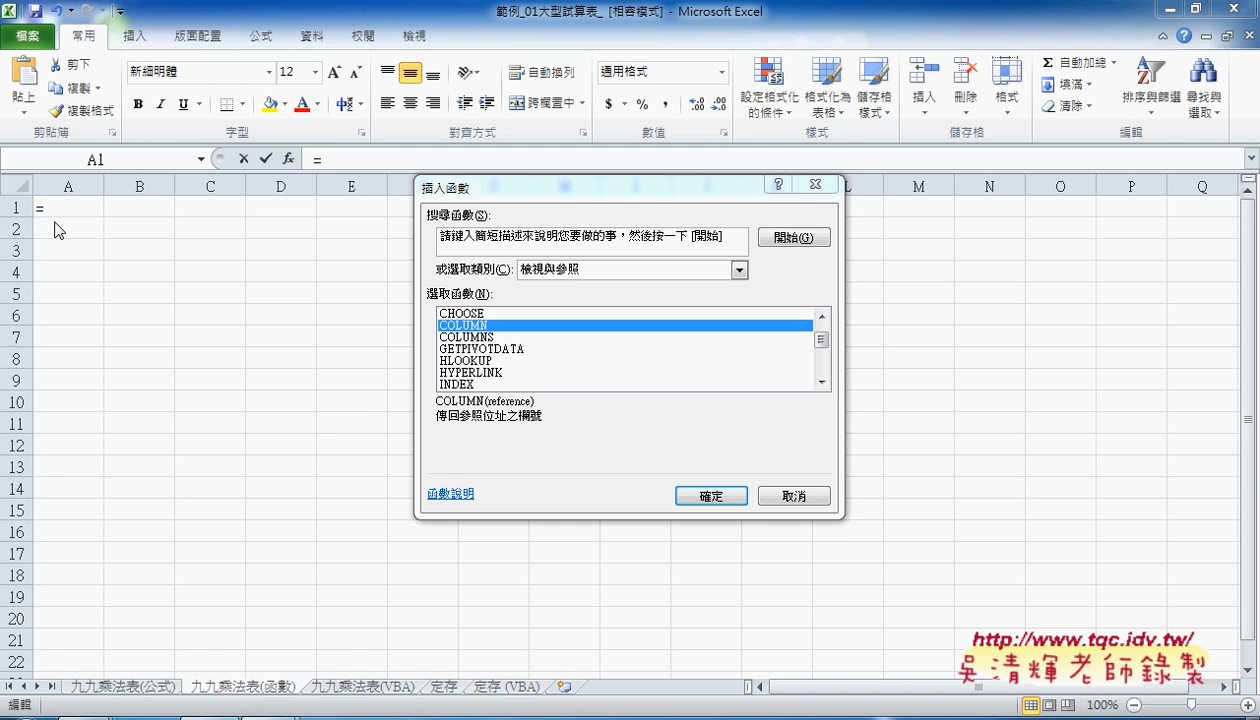 範例_01大型試算表_ [相容模式] - Microsoft Excel
檔案 常用 插入 版面配置 公式 資料 校閱 檢視
貼上 剪下 複製 複製格式 剪貼簿
新細明體 12 B I U 字型
自動換列 跨欄置中 對齊方式
通用格式 $ % , 數值
設定格式化的條件 格式化為表格 儲存格樣式 樣式
插入 刪除 格式 儲存格
Σ 自動加總 填滿 清除 排序與篩選 尋找與選取 編輯
A1 fx =
A B C D E L M N O P Q
1 =
2
3
4
5
6
7
8
9
10
11
12
13
14
15
16
17
18
19
20
21
22
插入函數
搜尋函數(S):
請鍵入簡短描述來說明您要做的事，然後按一下 [開始]
開始(G)
或選取類別(C): 檢視與參照
選取函數(N):
CHOOSE
COLUMN
COLUMNS
GETPIVOTDATA
HLOOKUP
HYPERLINK
INDEX
COLUMN(reference)
傳回參照位址之欄號
函數說明 確定 取消
http://www.tqc.idv.tw/
吳清輝老師錄製
九九乘法表(公式) 九九乘法表(函數) 九九乘法表(VBA) 定存 定存 (VBA)
編輯 100%